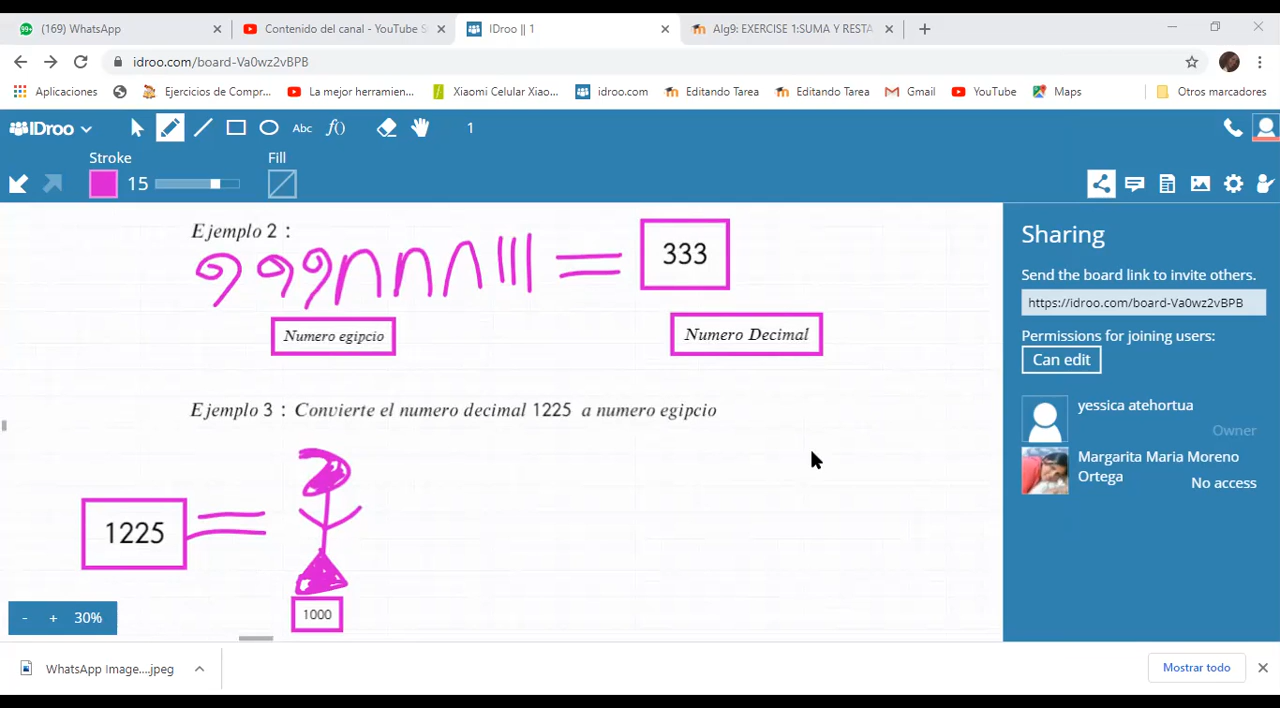 (169) WhatsApp
Contenido del canal - YouTube S
IDroo || 1
Alg9: EXERCISE 1:SUMA Y RESTA
idroo.com/board-Va0wz2vBPB
Aplicaciones
Ejercicios de Compr...
La mejor herramien...
Xiaomi Celular Xiao...
idroo.com
Editando Tarea
Editando Tarea
Gmail
YouTube
Maps
Otros marcadores
IDroo
Abc
f()
1
Stroke
Fill
15
Ejemplo 2 :
333
Numero egipcio
Numero Decimal
Ejemplo 3 : Convierte el numero decimal 1225 a numero egipcio
1225
1000
- + 30%
Sharing
Send the board link to invite others.
https://idroo.com/board-Va0wz2vBPB
Permissions for joining users:
Can edit
yessica atehortua
Owner
Margarita Maria Moreno
Ortega
No access
WhatsApp Image....jpeg
Mostrar todo